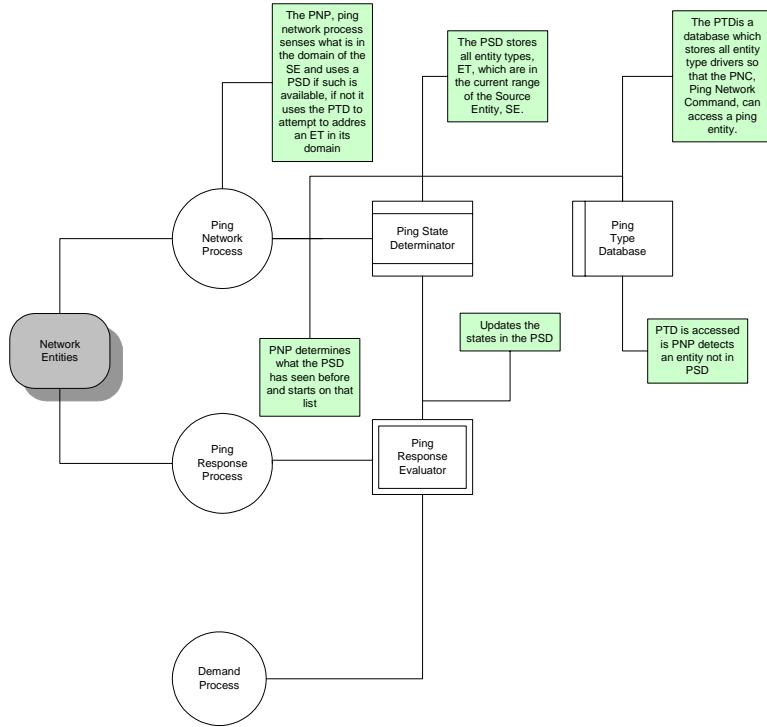 The PNP, ping
network process
senses what is in
the domain of the
SE and uses a
PSD if such is
available, if not it
uses the PTD to
attempt to addres
an ET in its
domain
The PSD stores
all entity types,
ET, which are in
the current range
of the Source
Entity, SE.
The PTDis a
database which
stores all entity
type drivers so
that the PNC,
Ping Network
Command, can
access a ping
entity.
Ping
Network
Process
Ping State
Determinator
Ping
Type
Database
Network
Entities
PNP determines
what the PSD
has seen before
and starts on that
list
Updates the
states in the PSD
PTD is accessed
is PNP detects
an entity not in
PSD
Ping
Response
Process
Ping
Response
Evaluator
Demand
Process